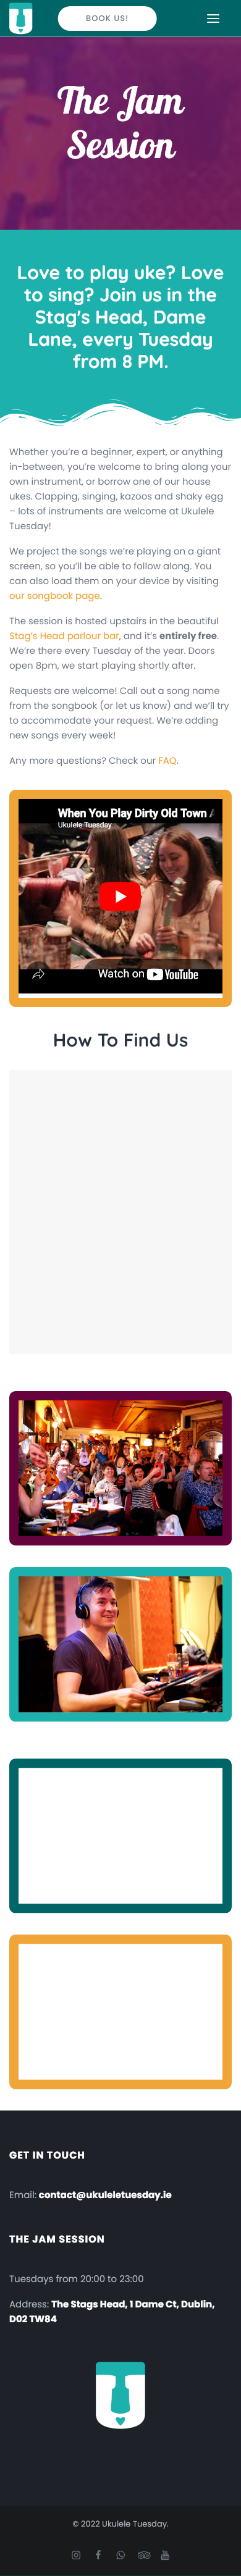 BOOK US!
The Jam
Session
Love to play uke? Love
to sing? Join us in the
Stag's Head, Dame
Lane, every Tuesday
from 8 PM.
Whether you’re a beginner, expert, or anything
in-between, you’re welcome to bring along your
own instrument, or borrow one of our house
ukes. Clapping, singing, kazoos and shaky egg
– lots of instruments are welcome at Ukulele
Tuesday!
We project the songs we’re playing on a giant
screen, so you’ll be able to follow along. You
can also load them on your device by visiting
our songbook page.
The session is hosted upstairs in the beautiful
Stag’s Head parlour bar, and it’s entirely free.
We’re there every Tuesday of the year. Doors
open 8pm, we start playing shortly after.
Requests are welcome! Call out a song name
from the songbook (or let us know) and we’ll try
to accommodate your request. We’re adding
new songs every week!
Any more questions? Check our FAQ.
When You Play Dirty Old Town A
Ukulele Tuesday
Watch on YouTube
How To Find Us
GET IN TOUCH
Email: contact@ukuleletuesday.ie
THE JAM SESSION
Tuesdays from 20:00 to 23:00
Address: The Stags Head, 1 Dame Ct, Dublin,
D02 TW84
© 2022 Ukulele Tuesday.